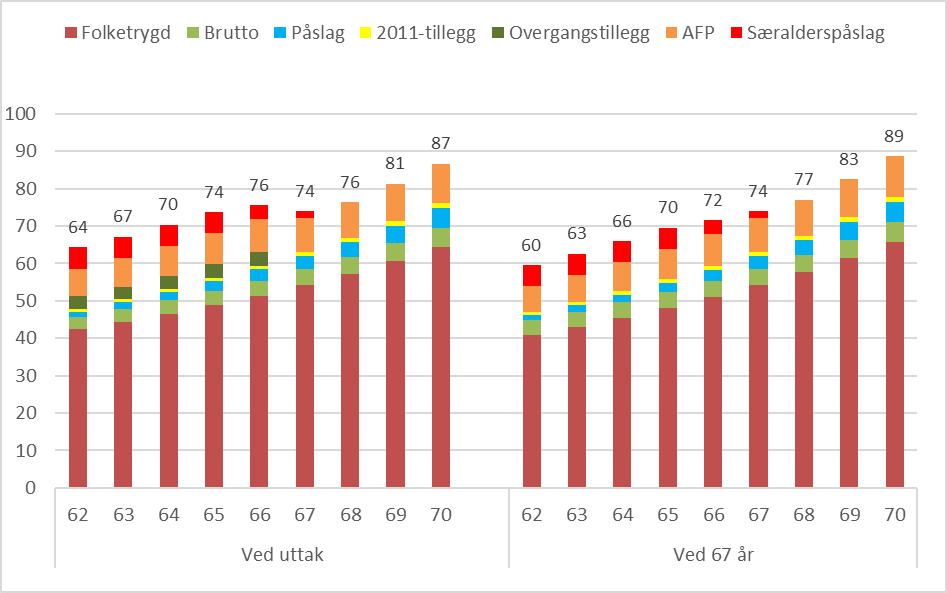 Folketrygd Brutto Påslag 2011-tillegg Overgangstillegg AFP Særalderspåslag
100
90
80
70
60
50
40
30
20
10
0
64 67 70 74 76 74 76 81 87 60 63 66 70 72 74 77 83 89
62 63 64 65 66 67 68 69 70 62 63 64 65 66 67 68 69 70
Ved uttak Ved 67 år